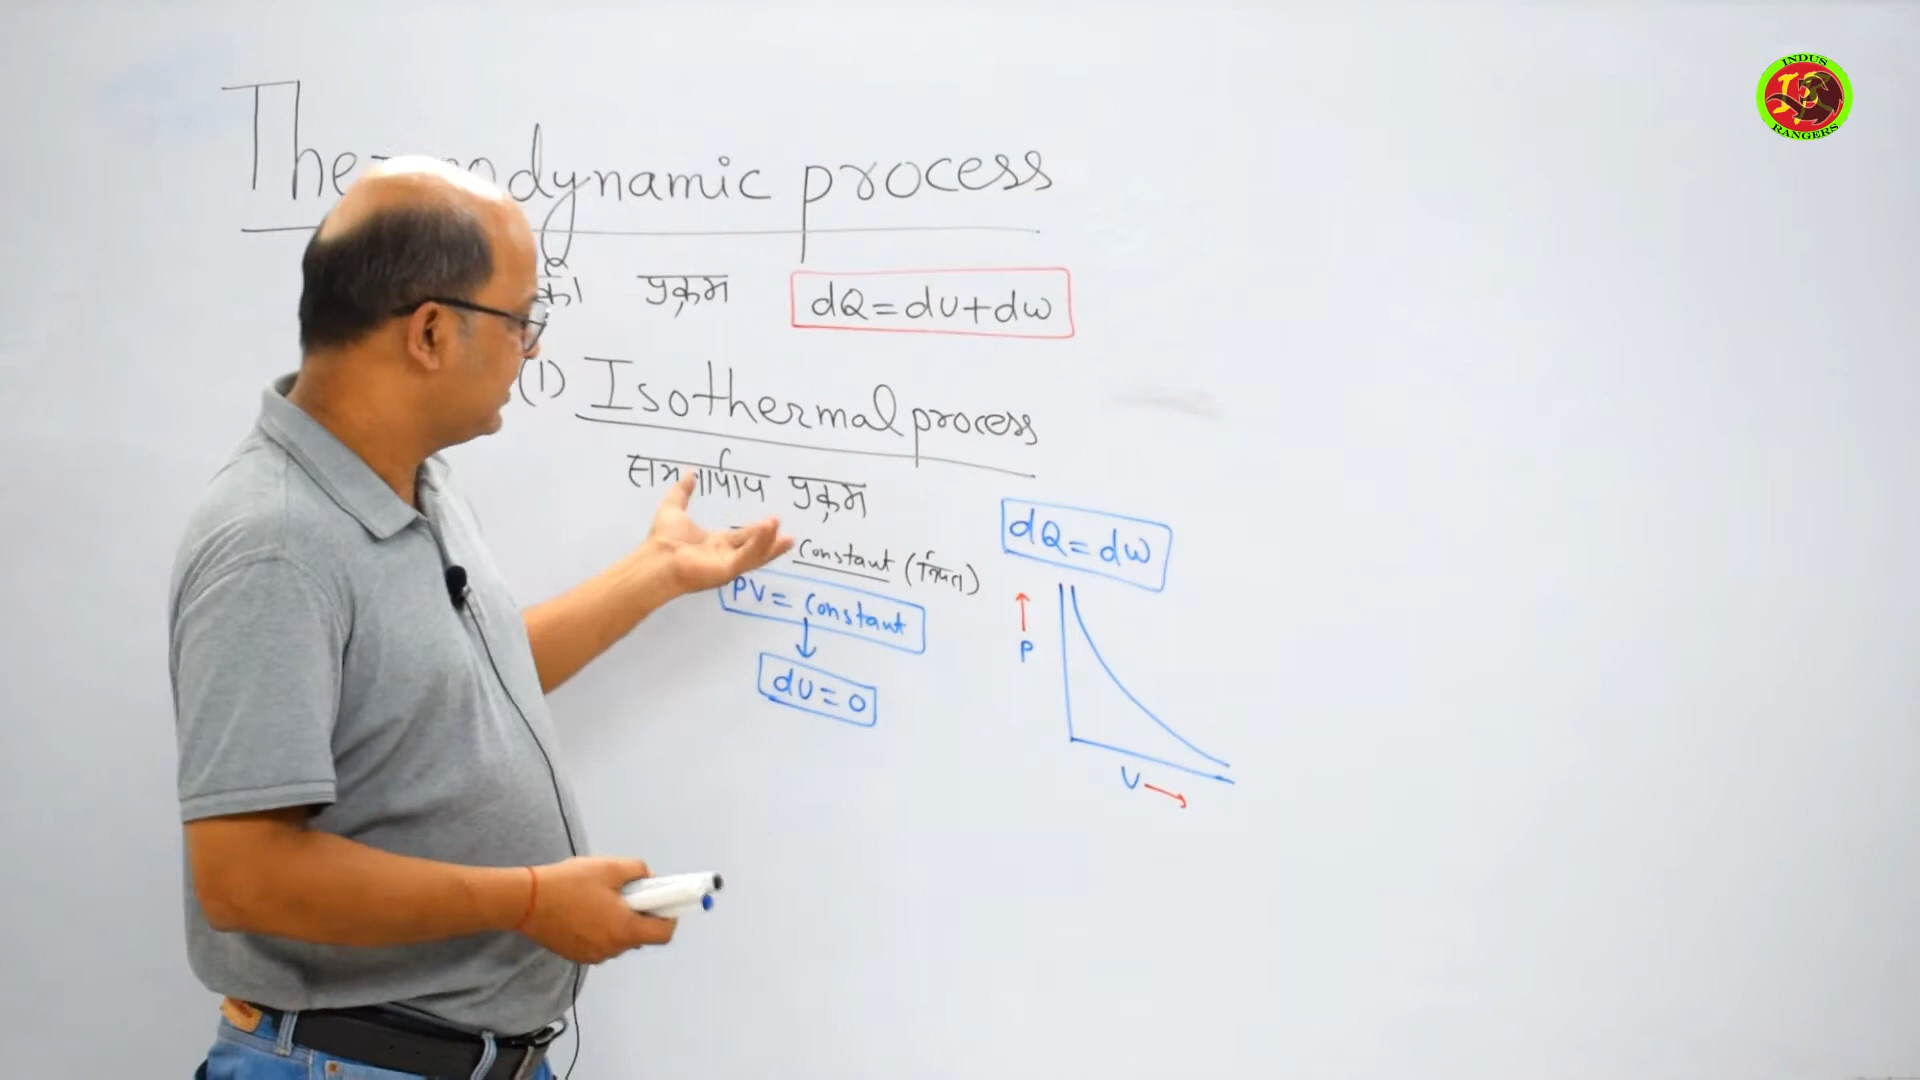 Thermodynamic process
प्रक्रम dQ = dU + dW
(1) Isothermal process
समतापीय प्रक्रम
Constant (नियत)
PV = Constant
dU = 0
dQ = dW
P
V
INDUS
RANGERS